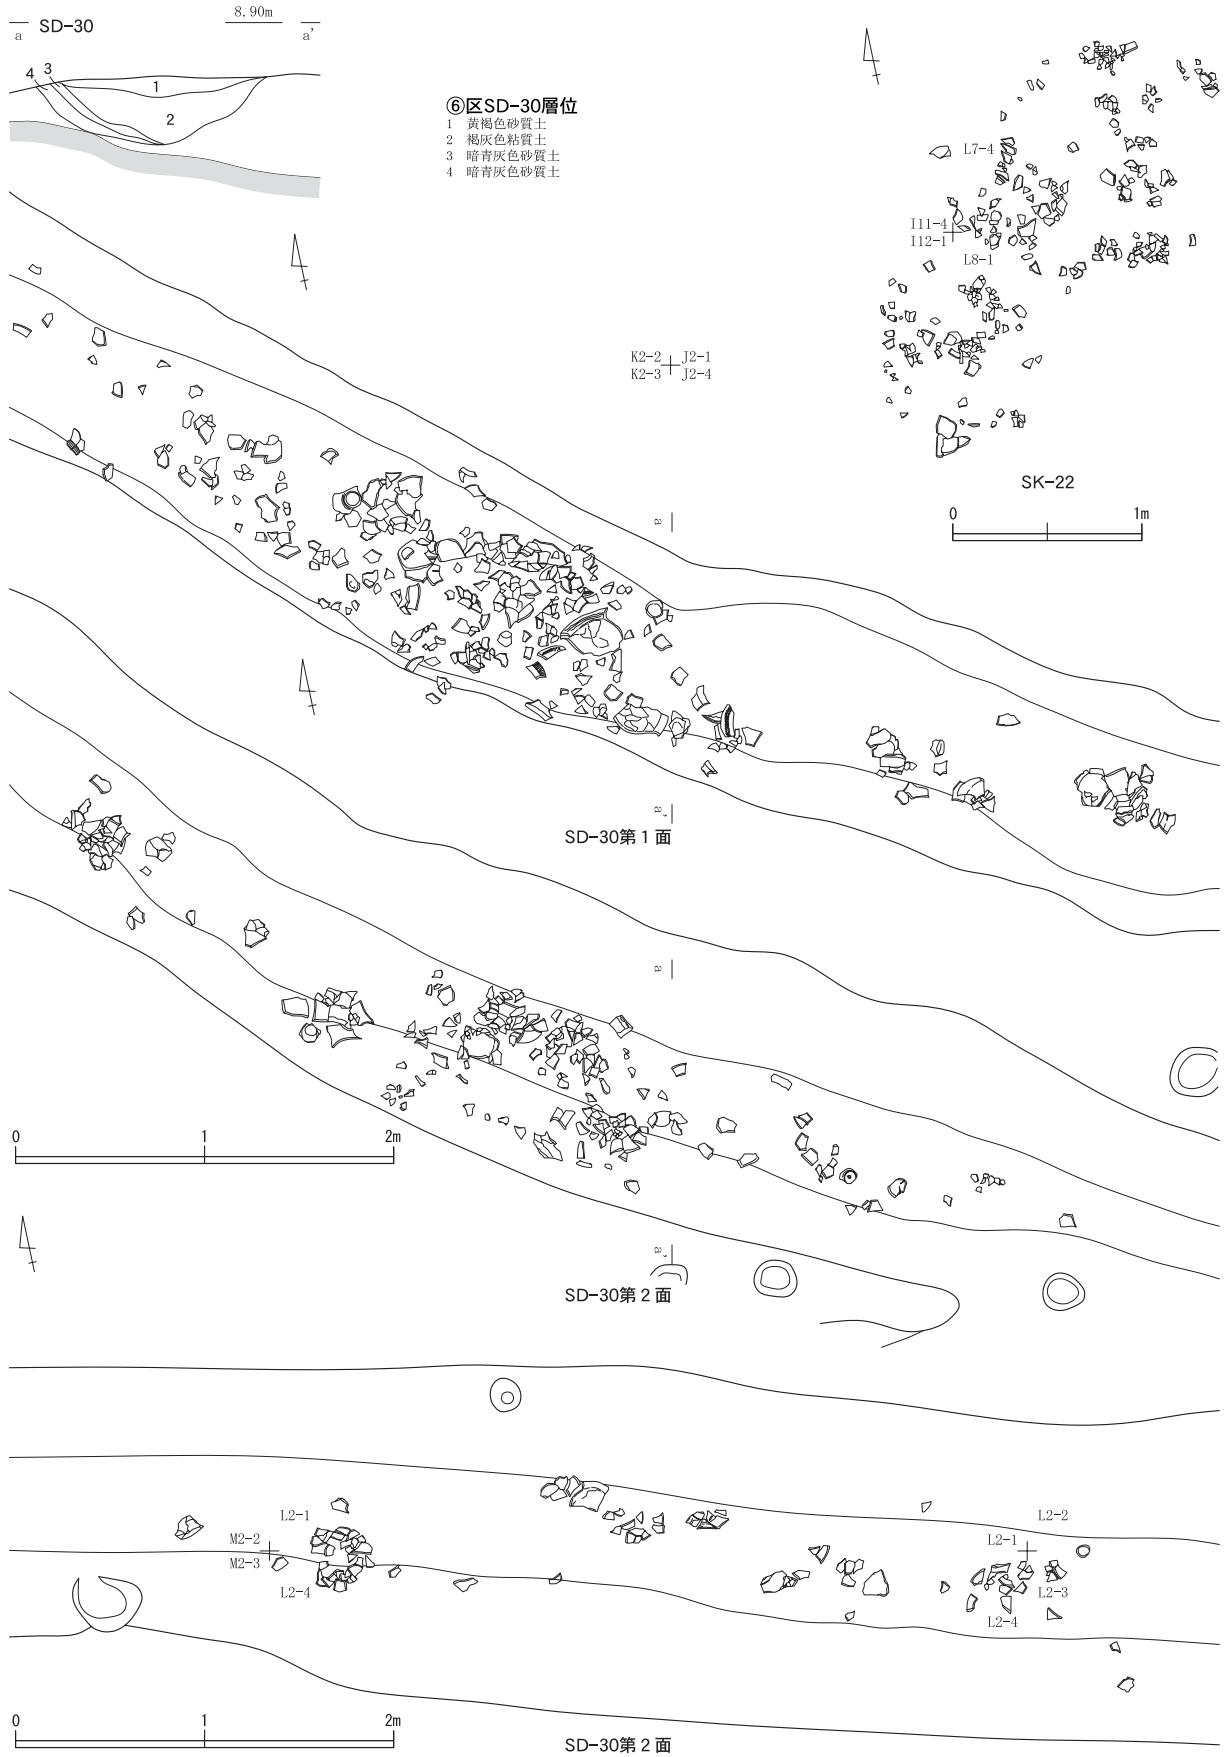 SD-30
8.90m
a
a'
4
3
1
2
⑥区SD-30層位
1 黄褐色砂質土
2 褐灰色粘質土
3 暗青灰色砂質土
4 暗青灰色砂質土
L7-4
I11-4
I12-1
L8-1
SK-22
0 1m
K2-2 J2-1
K2-3 J2-4
a
a'
SD-30第1面
a
0 1 2m
a'
SD-30第2面
L2-1
M2-2
M2-3
L2-4
L2-2
L2-1
L2-3
L2-4
0 1 2m
SD-30第2面